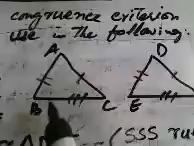 congruence criterion
use in the following.
A
D
B
C
E
(SSS